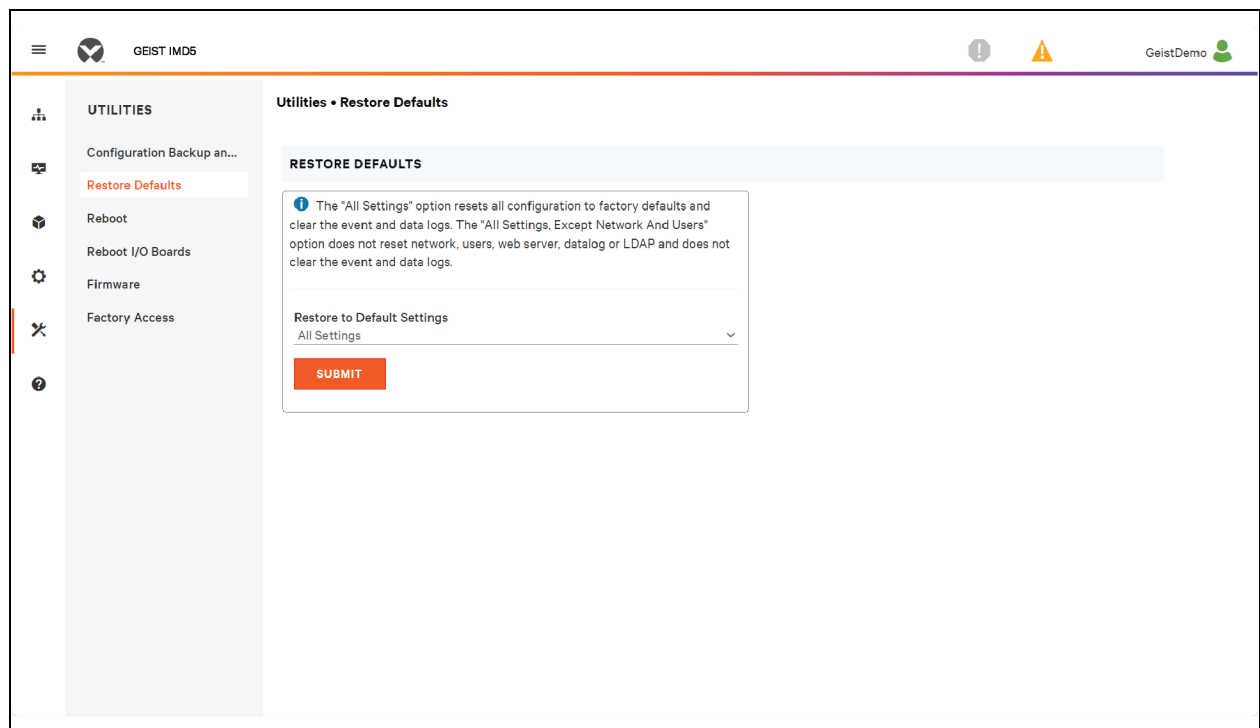 GEIST IMD5
GeistDemo
UTILITIES
Configuration Backup an...
Restore Defaults
Reboot
Reboot I/O Boards
Firmware
Factory Access
Utilities • Restore Defaults
RESTORE DEFAULTS
The "All Settings" option resets all configuration to factory defaults and
clear the event and data logs. The "All Settings, Except Network And Users"
option does not reset network, users, web server, datalog or LDAP and does not
clear the event and data logs.
Restore to Default Settings
All Settings
SUBMIT